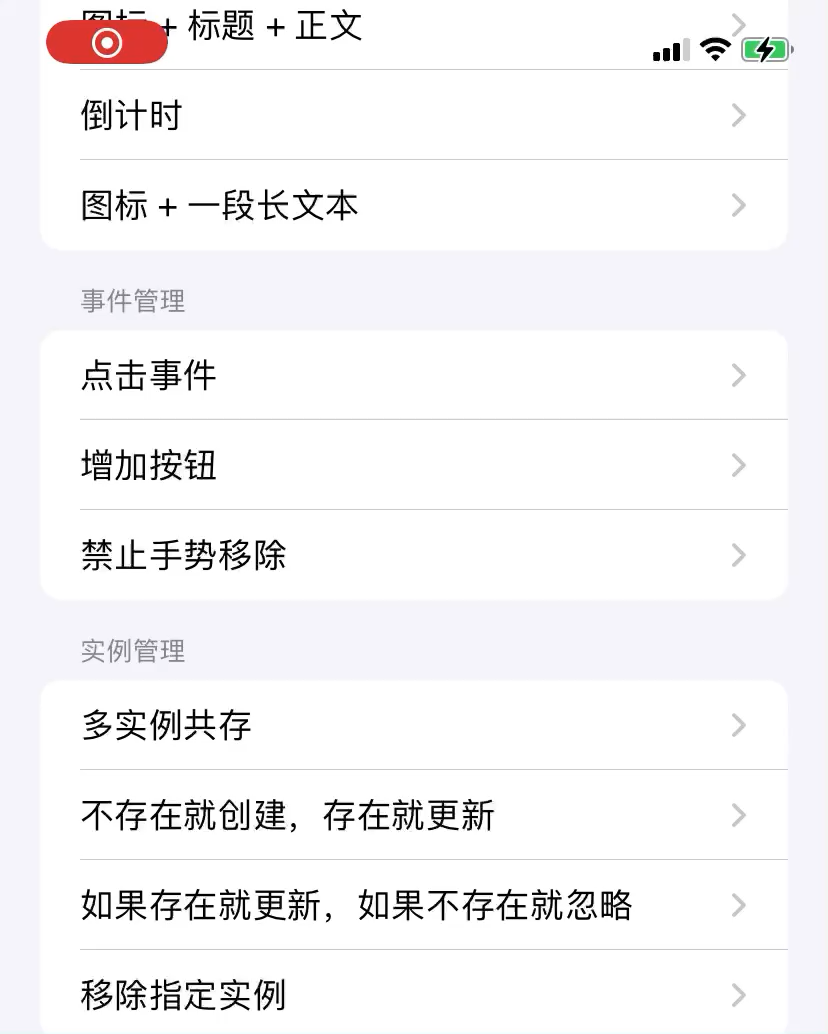 图标 + 标题 + 正文
倒计时
图标 + 一段长文本
事件管理
点击事件
增加按钮
禁止手势移除
实例管理
多实例共存
不存在就创建，存在就更新
如果存在就更新，如果不存在就忽略
移除指定实例